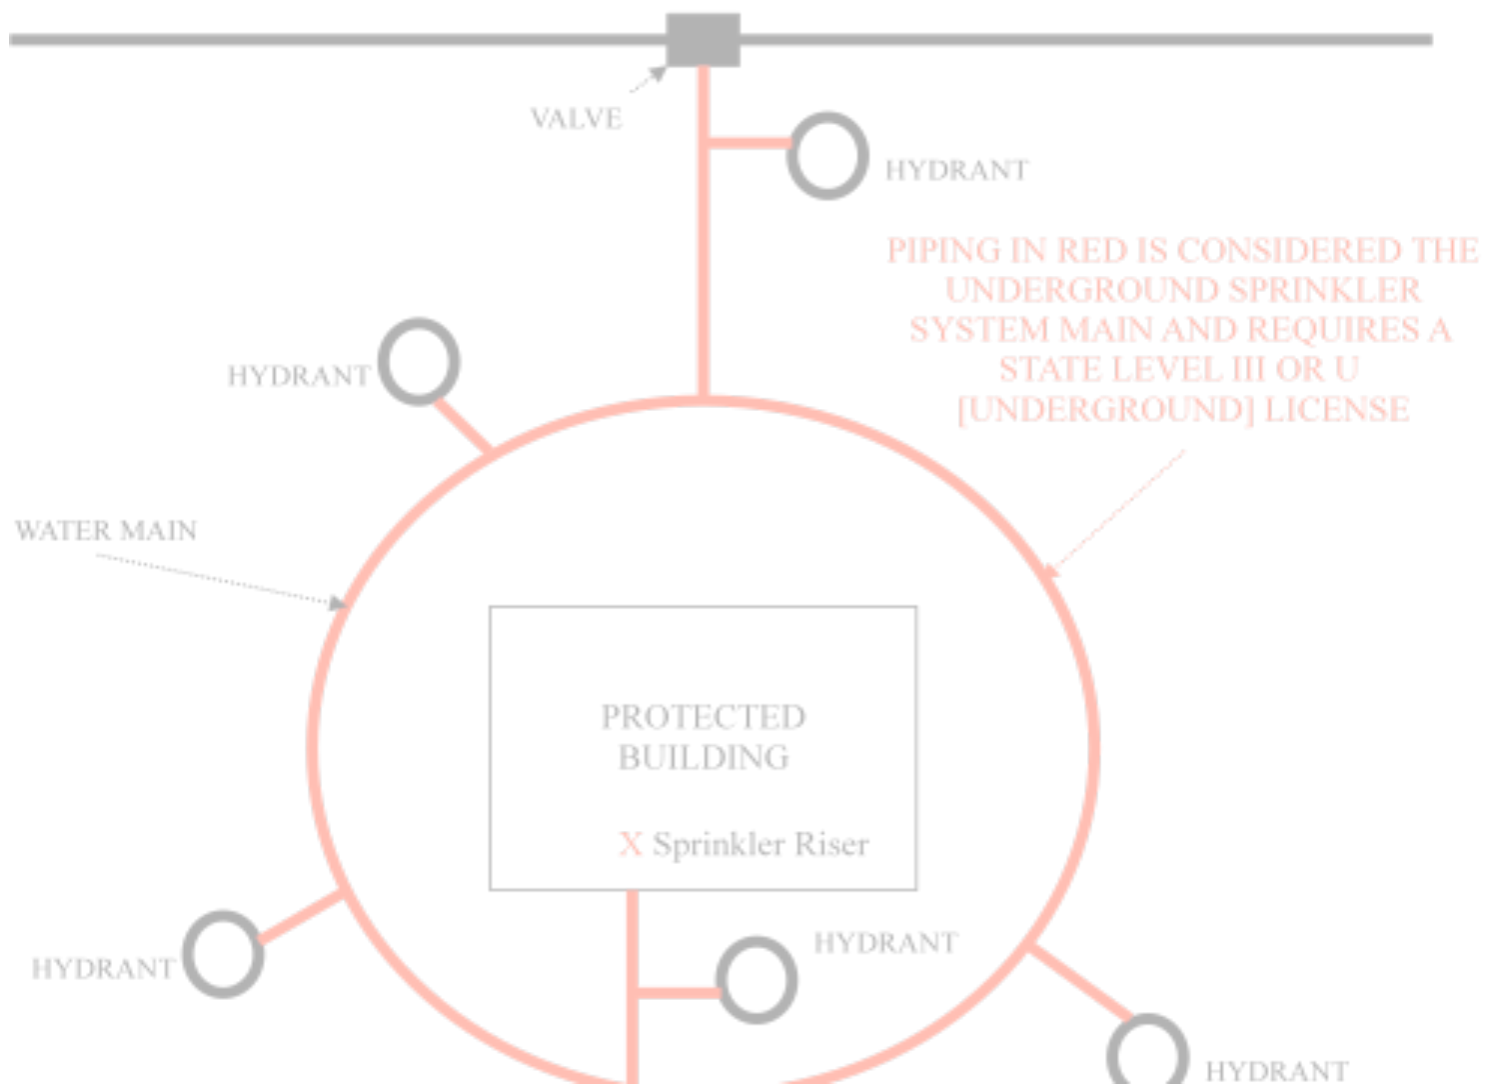 VALVE
HYDRANT
PIPING IN RED IS CONSIDERED THE
UNDERGROUND SPRINKLER
SYSTEM MAIN AND REQUIRES A
STATE LEVEL III OR U
[UNDERGROUND] LICENSE
HYDRANT
WATER MAIN
PROTECTED
BUILDING
X Sprinkler Riser
HYDRANT
HYDRANT
HYDRANT